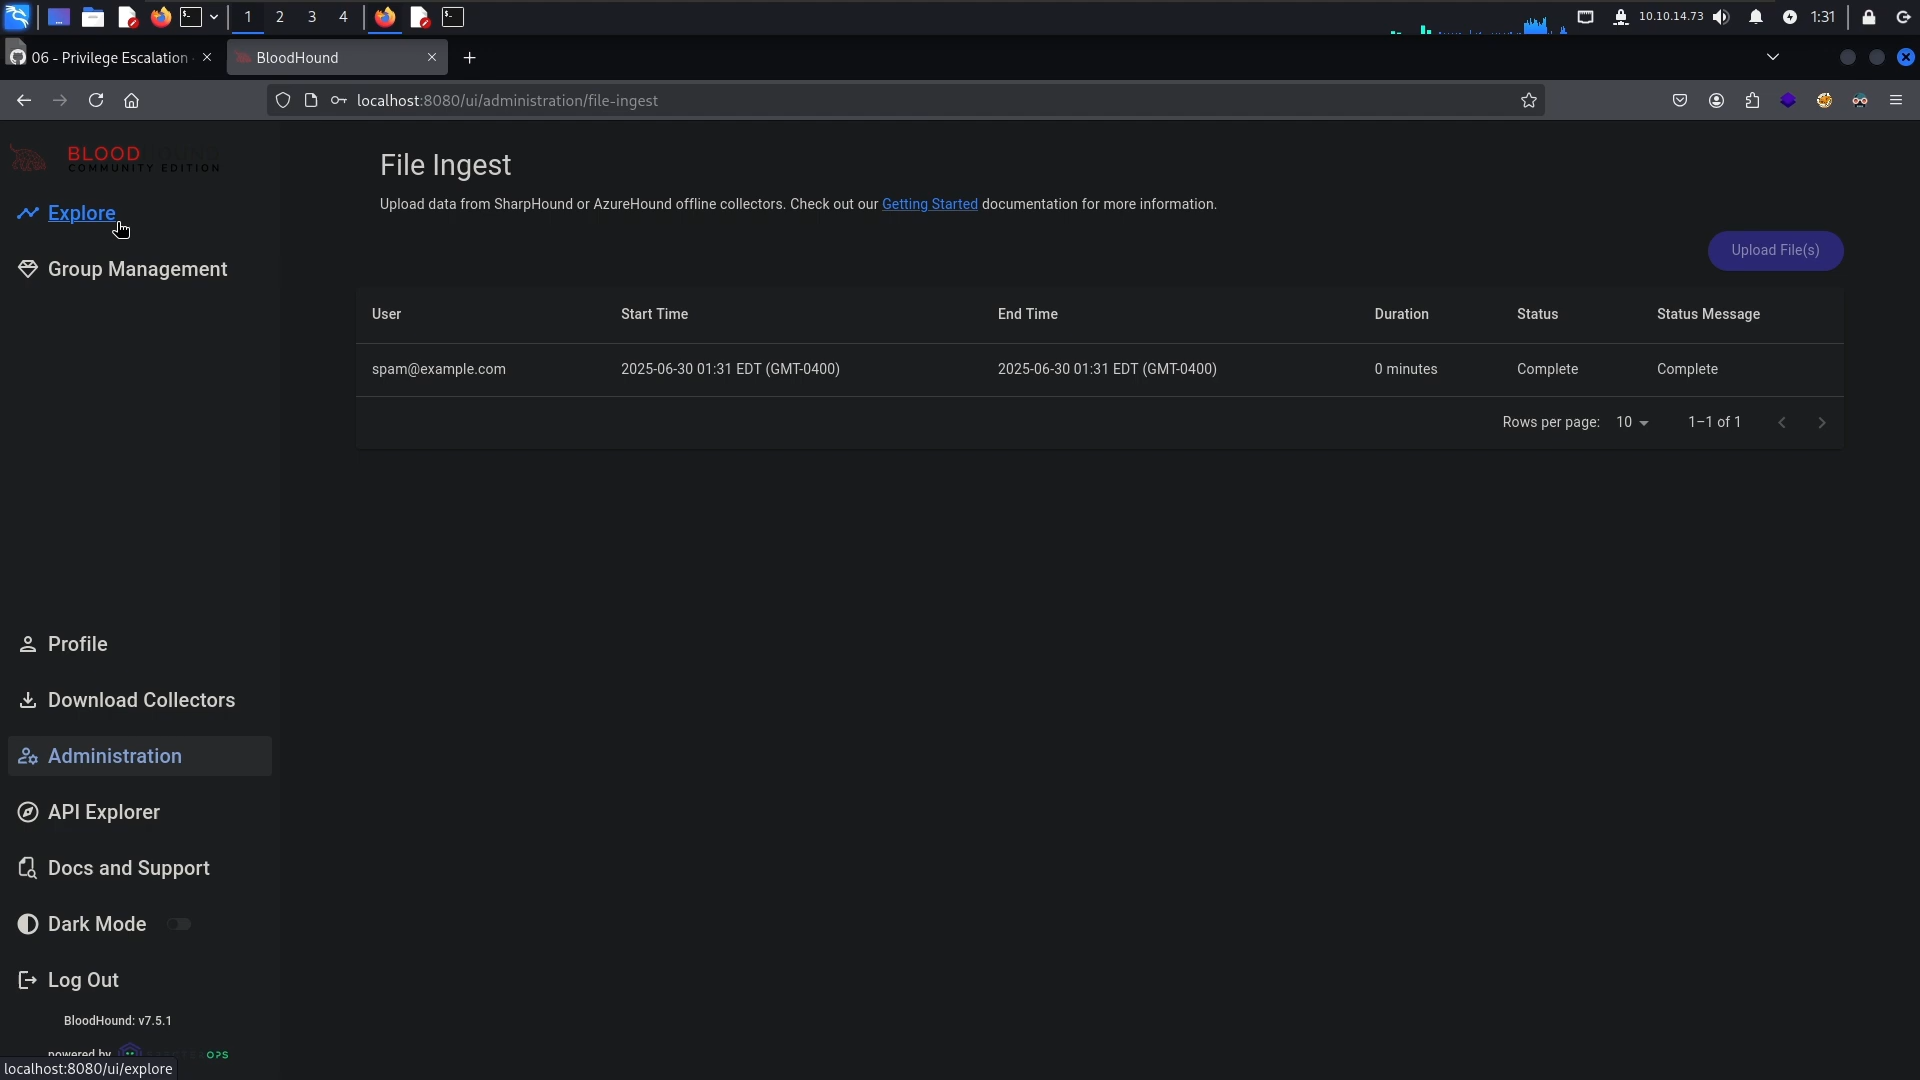 1 2 3 4 10.10.14.73 1:31
06 - Privilege Escalation BloodHound
localhost:8080/ui/administration/file-ingest
BLOODHOUND
COMMUNITY EDITION
Explore
Group Management
File Ingest
Upload data from SharpHound or AzureHound offline collectors. Check out our Getting Started documentation for more information.
Upload File(s)
User Start Time End Time Duration Status Status Message
spam@example.com 2025-06-30 01:31 EDT (GMT-0400) 2025-06-30 01:31 EDT (GMT-0400) 0 minutes Complete Complete
Rows per page: 10 1–1 of 1
Profile
Download Collectors
Administration
API Explorer
Docs and Support
Dark Mode
Log Out
BloodHound: v7.5.1
powered by
localhost:8080/ui/explore